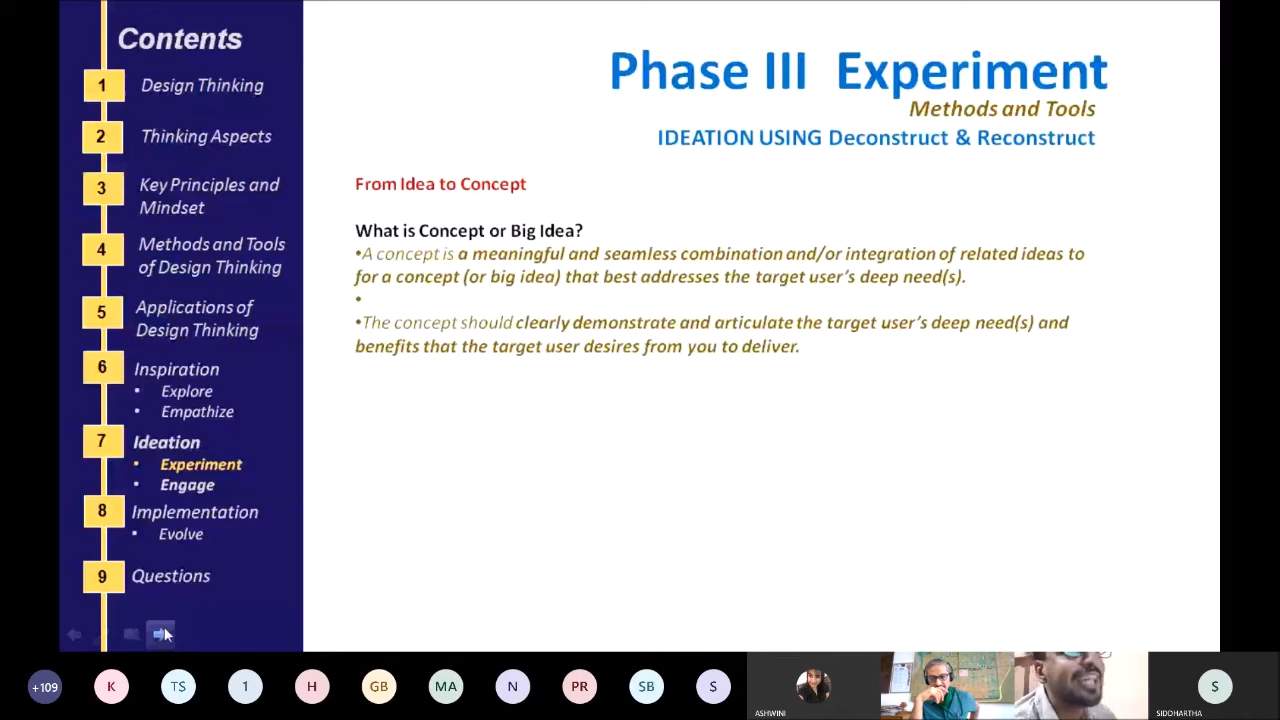 Contents
1
Design Thinking
2
Thinking Aspects
3
Key Principles and
Mindset
4
Methods and Tools
of Design Thinking
5
Applications of
Design Thinking
6
Inspiration
• Explore
• Empathize
7
Ideation
• Experiment
• Engage
8
Implementation
• Evolve
9
Questions
Phase III Experiment
Methods and Tools
IDEATION USING Deconstruct & Reconstruct
From Idea to Concept
What is Concept or Big Idea?
•A concept is a meaningful and seamless combination and/or integration of related ideas to
for a concept (or big idea) that best addresses the target user's deep need(s).
•
•The concept should clearly demonstrate and articulate the target user's deep need(s) and
benefits that the target user desires from you to deliver.
+109
K
TS
1
H
GB
MA
N
PR
SB
S
ASHWINI
S
SIDDHARTHA